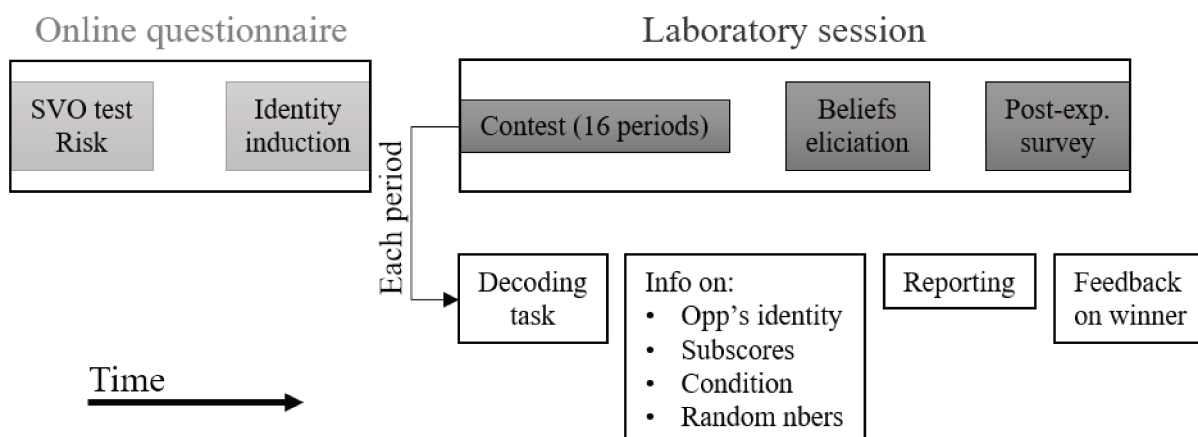 Online questionnaire
Laboratory session
SVO test
Risk
Identity
induction
Contest (16 periods)
Beliefs
eliciation
Post-exp.
survey
Each period
Decoding
task
Info on:
• Opp's identity
• Subscores
• Condition
• Random nbers
Reporting
Feedback
on winner
Time